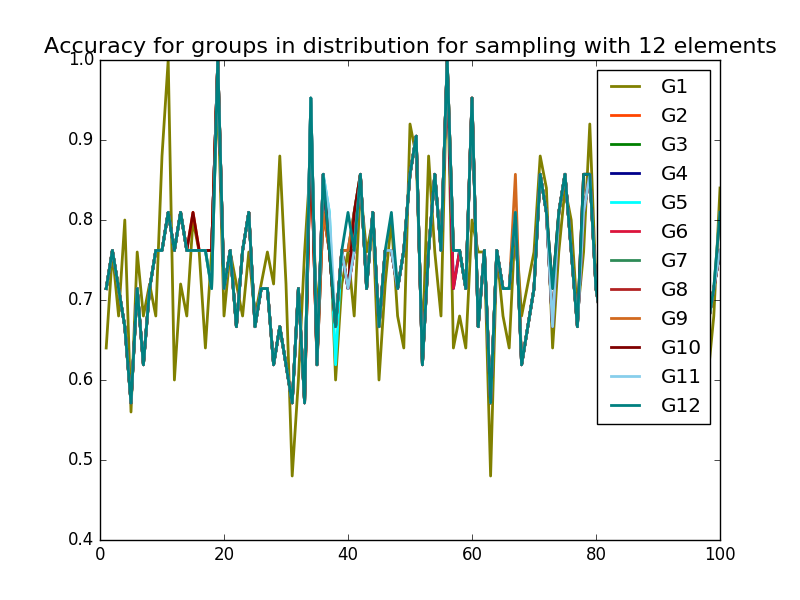 Accuracy for groups in distribution for sampling with 12 elements
1.0
0.9
0.8
0.7
0.6
0.5
0.4
0
20
40
60
80
100
G1
G2
G3
G4
G5
G6
G7
G8
G9
G10
G11
G12